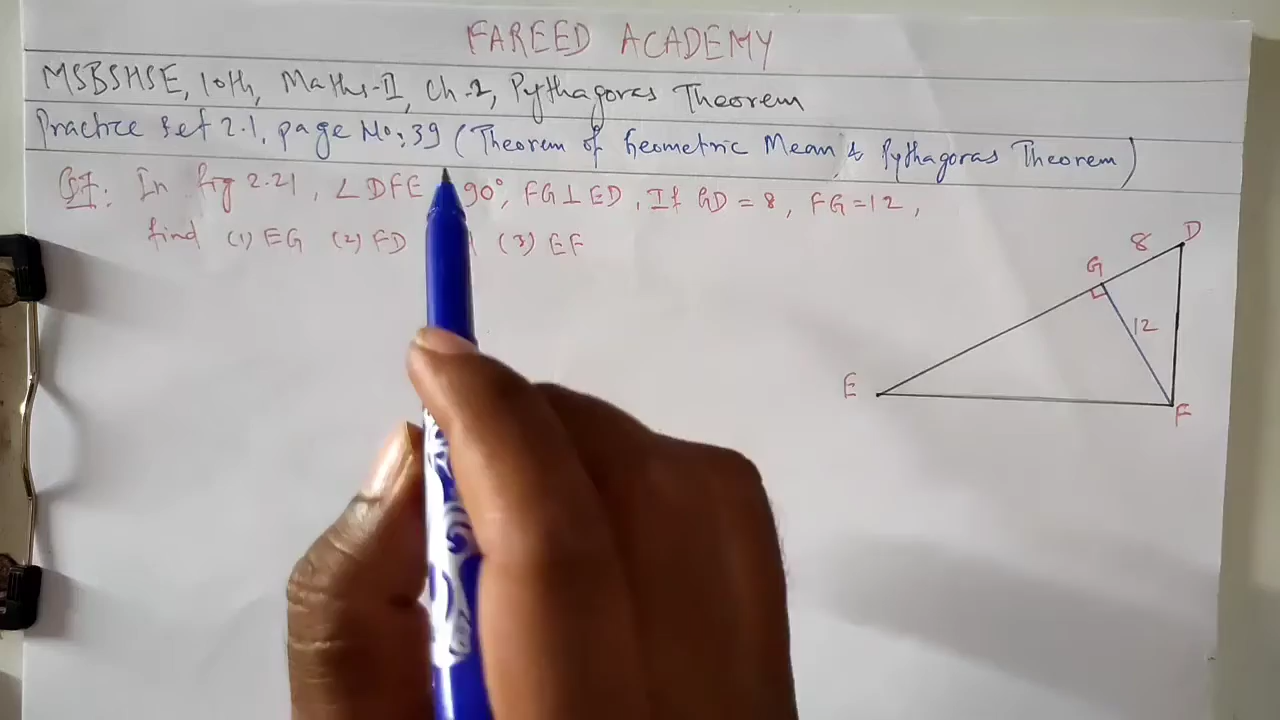 FAREED ACADEMY
MSBSHSE, 10th, Maths-II, Ch-2, Pythagoras Theorem
Practice set 2.1, page No: 39 (Theorem of Geometric Mean & Pythagoras Theorem)
In fig 2.21, ∠DFE 90°, FG⊥ED, If GD = 8, FG=12,
find (1) EG (2) FD (3) EF
D
8
G
12
E
F